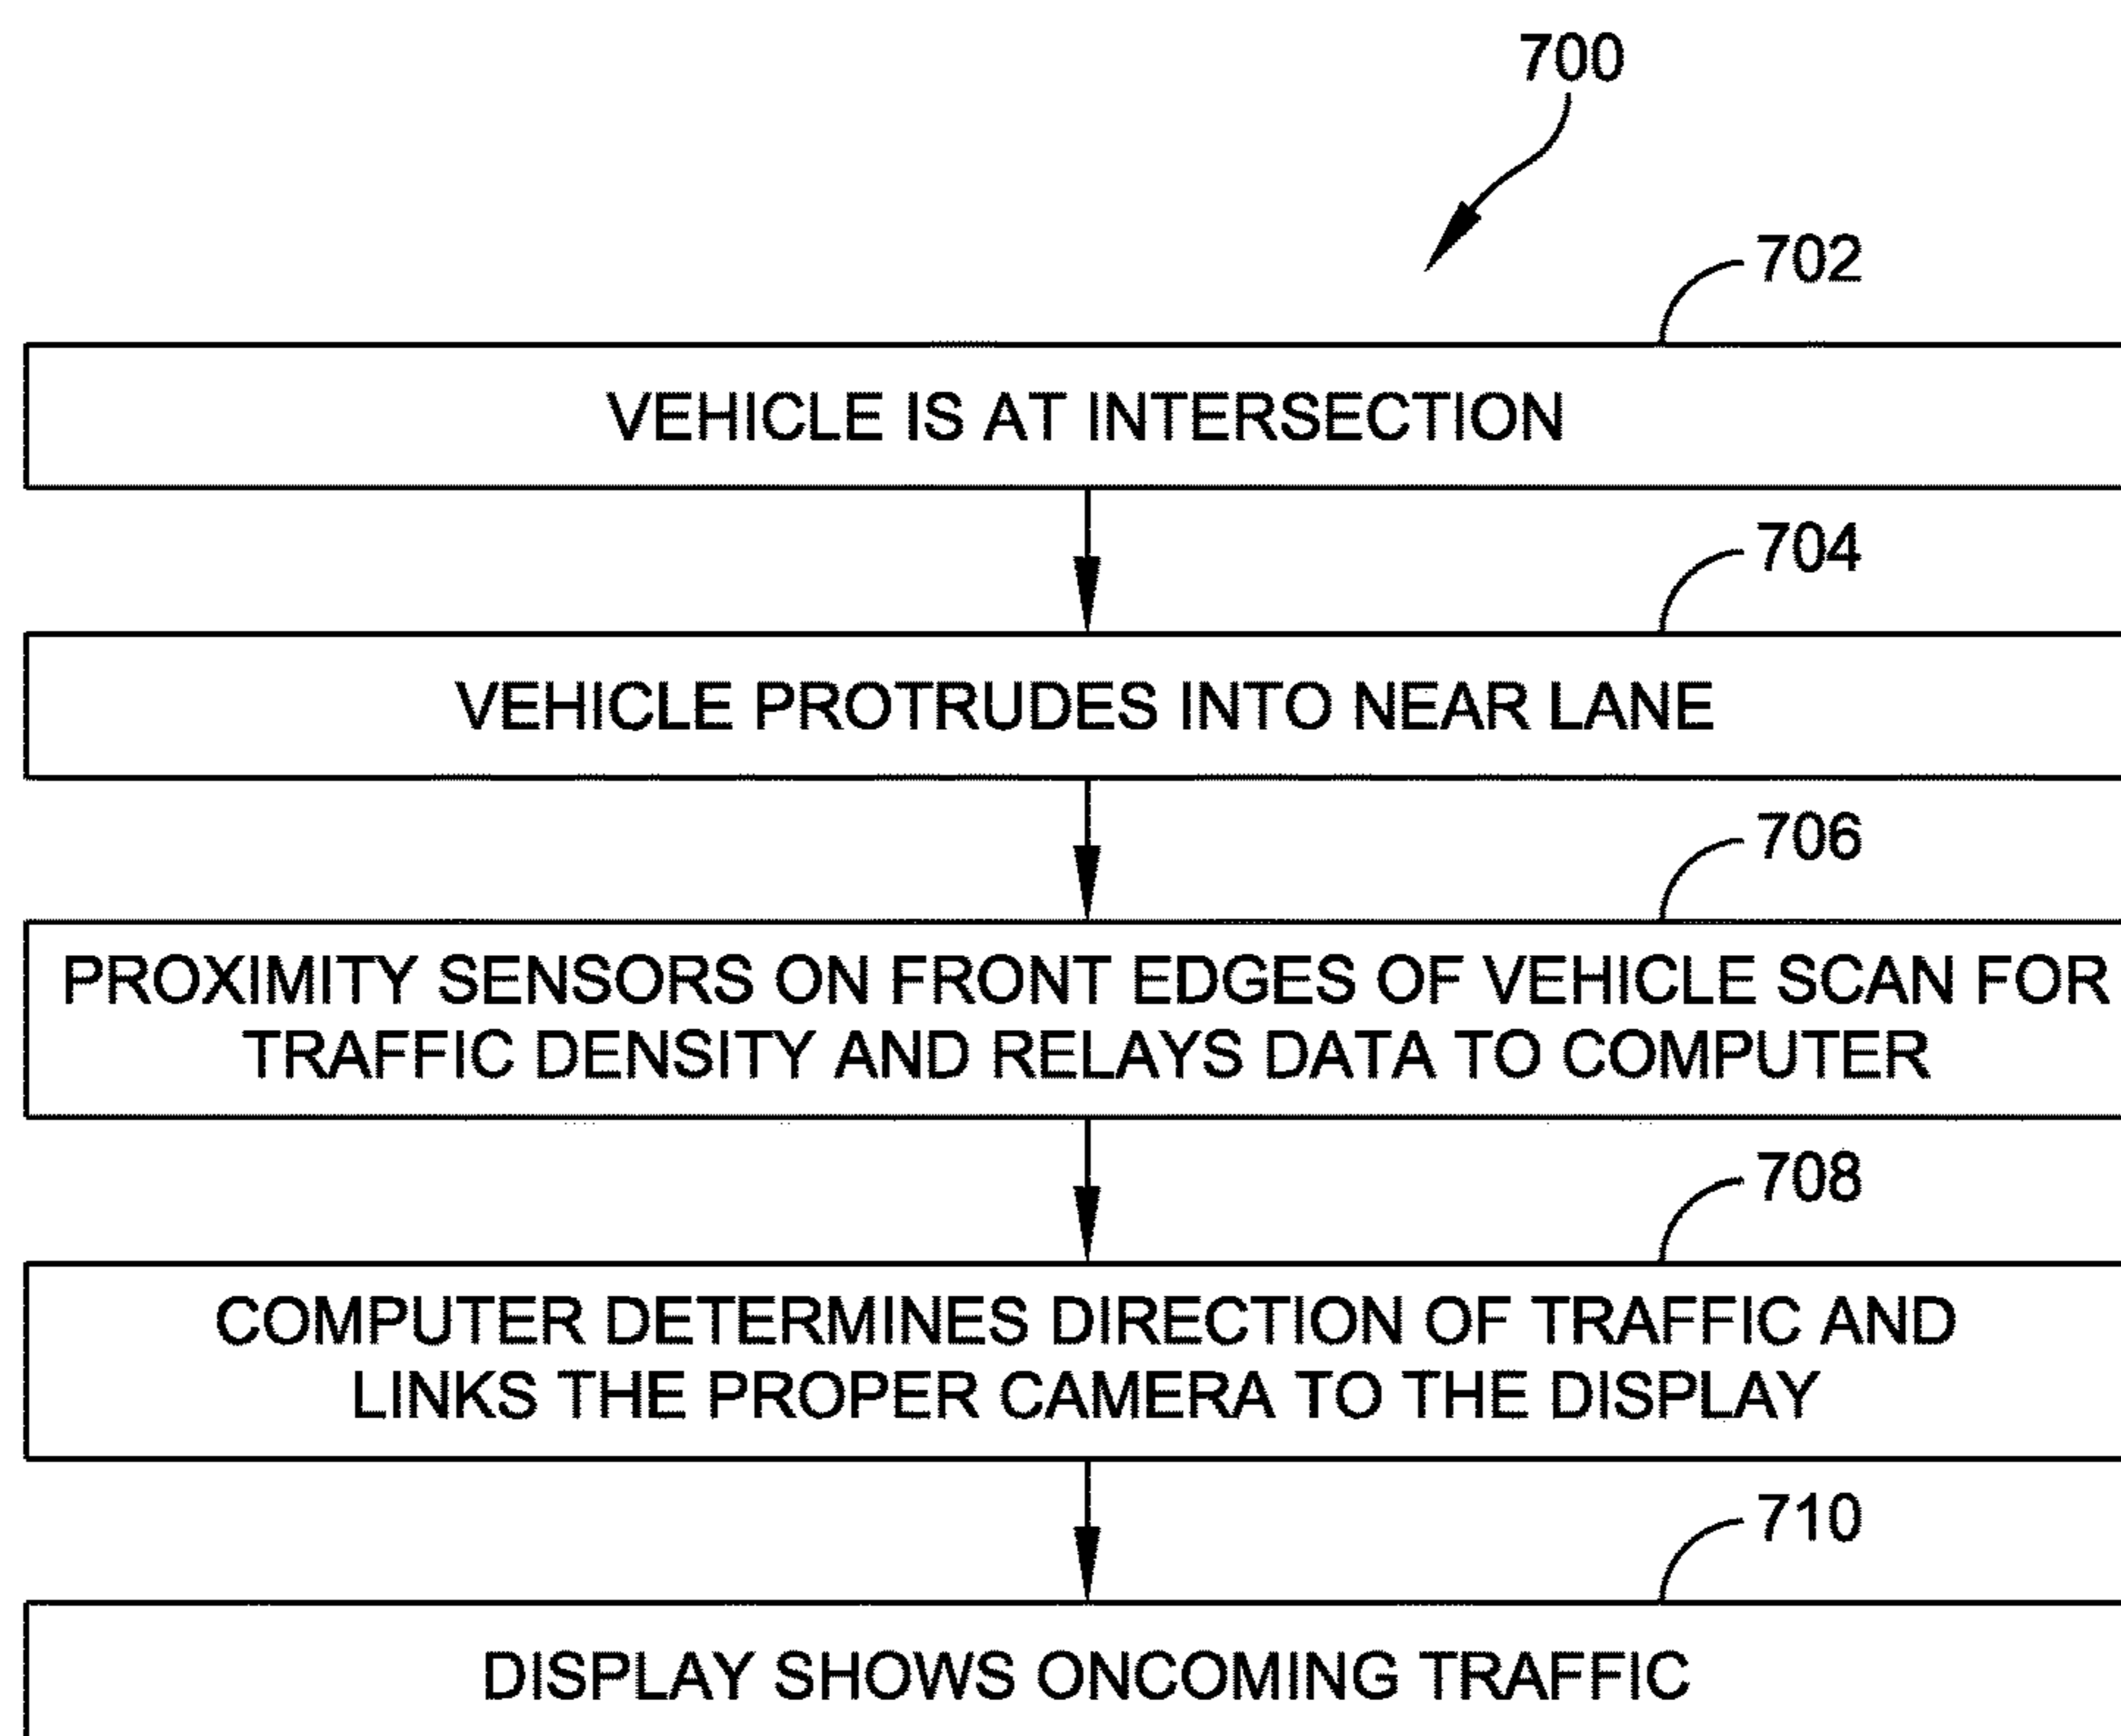 700
702
VEHICLE IS AT INTERSECTION
704
VEHICLE PROTRUDES INTO NEAR LANE
706
PROXIMITY SENSORS ON FRONT EDGES OF VEHICLE SCAN FOR
TRAFFIC DENSITY AND RELAYS DATA TO COMPUTER
708
COMPUTER DETERMINES DIRECTION OF TRAFFIC AND
LINKS THE PROPER CAMERA TO THE DISPLAY
710
DISPLAY SHOWS ONCOMING TRAFFIC